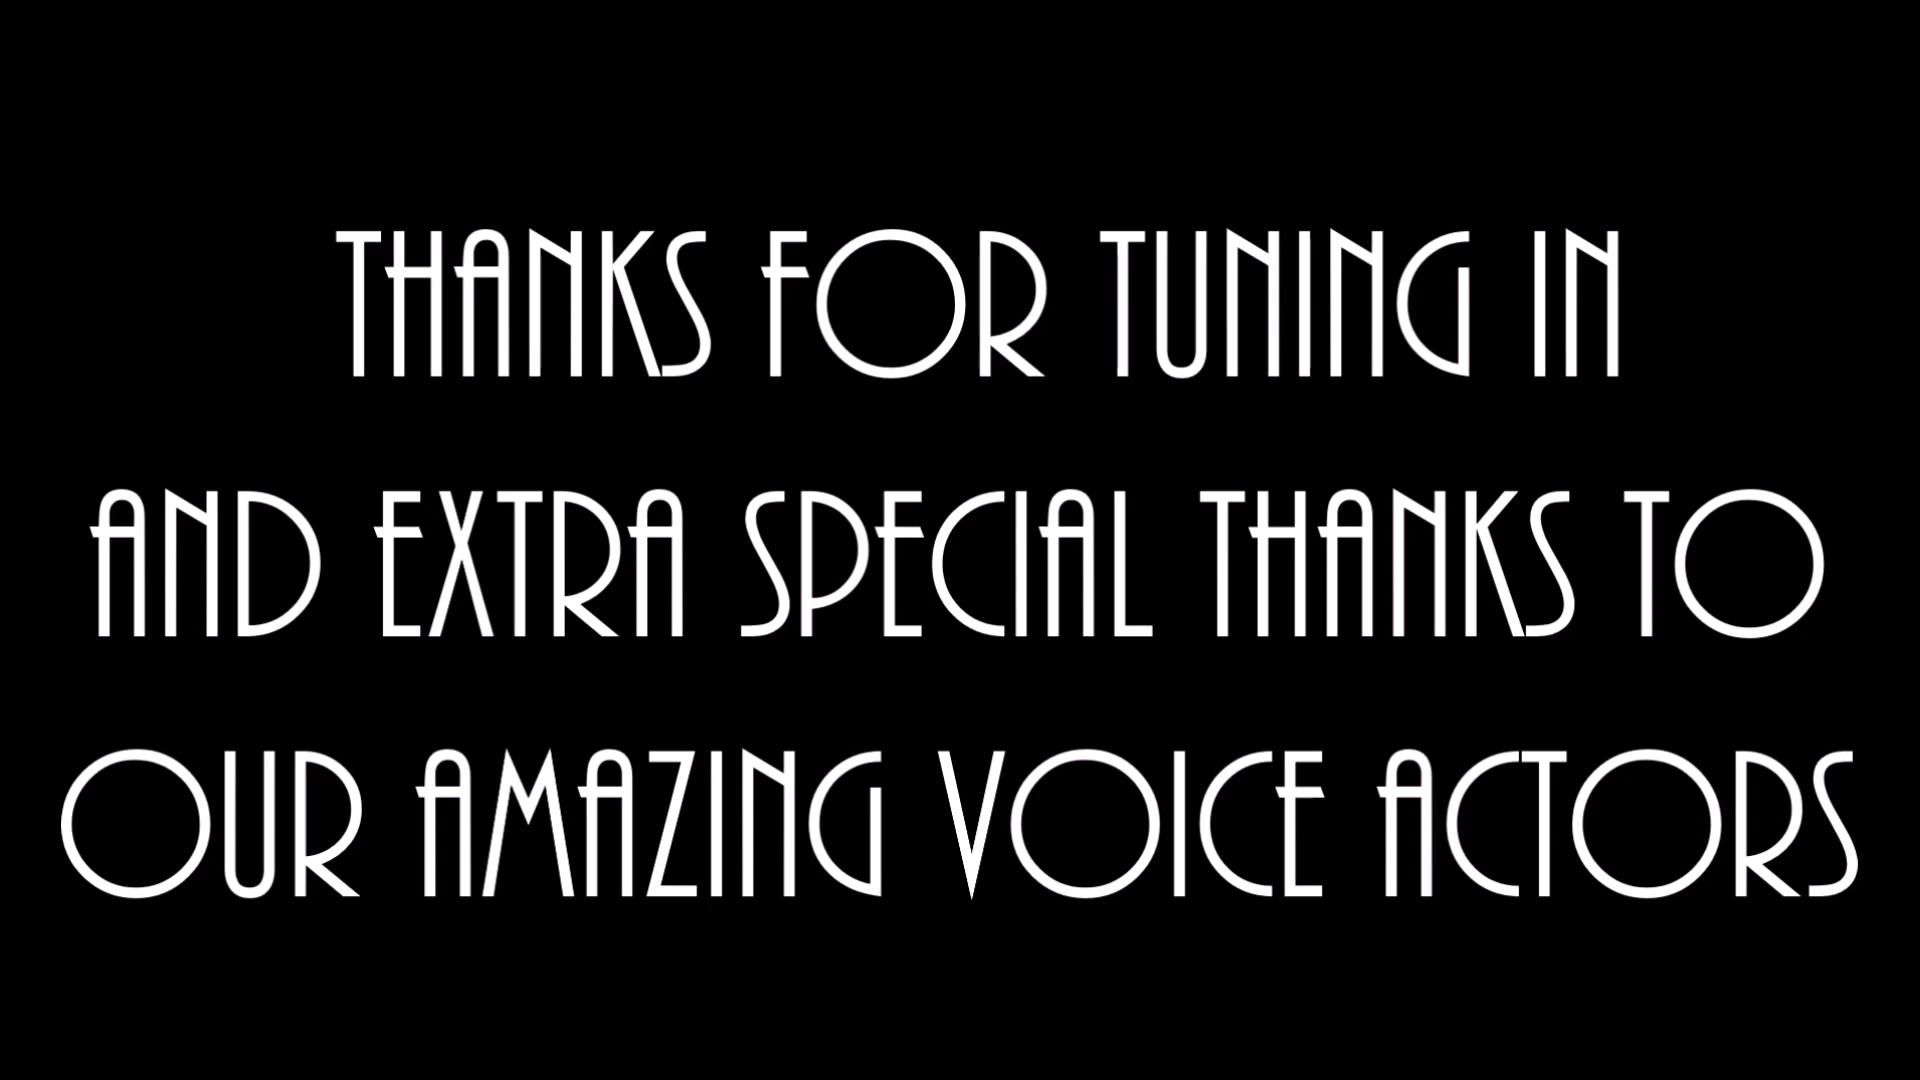 THANKS FOR TUNING IN
AND EXTRA SPECIAL THANKS TO
OUR AMAZING VOICE ACTORS